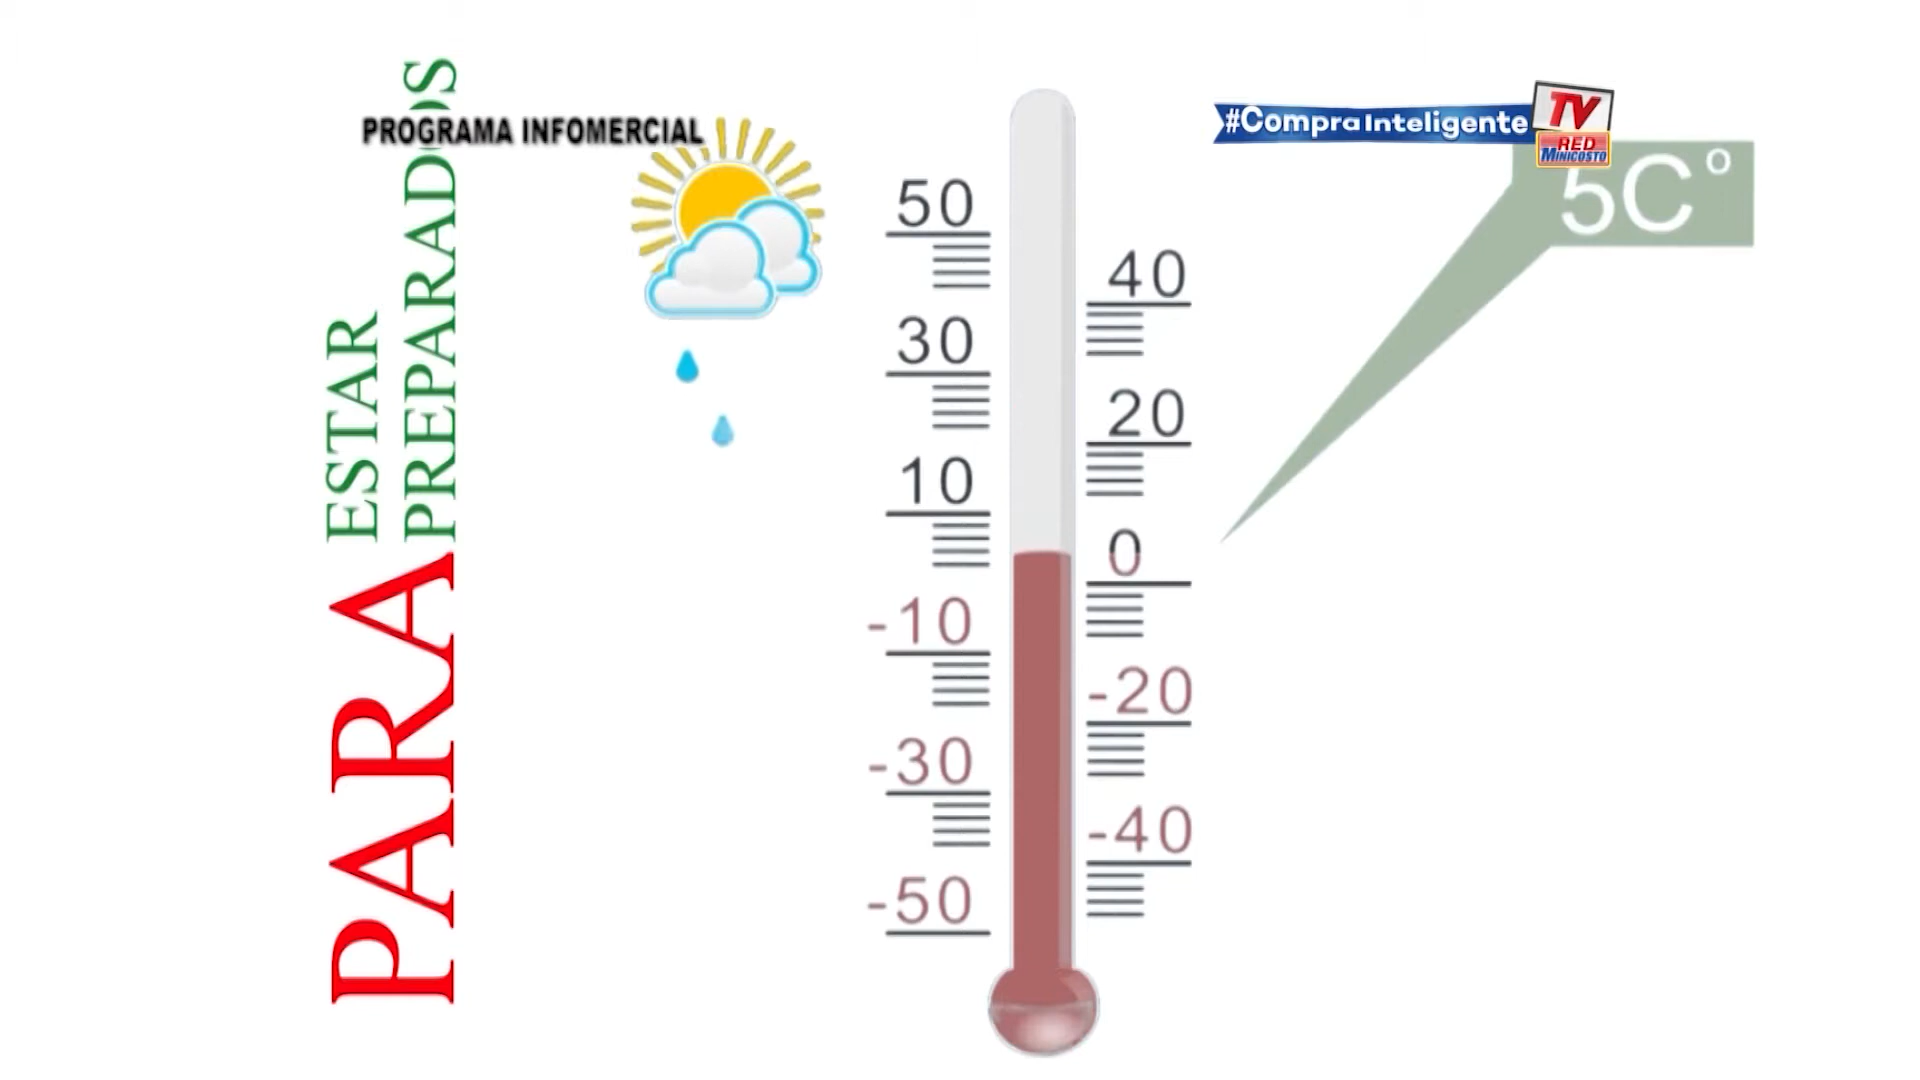 PARA
ESTAR
PREPARADOS
PROGRAMA INFOMERCIAL
#CompraInteligente
TV
RED
MINICOSTO
5C°
50
40
30
20
10
0
-10
-20
-30
-40
-50